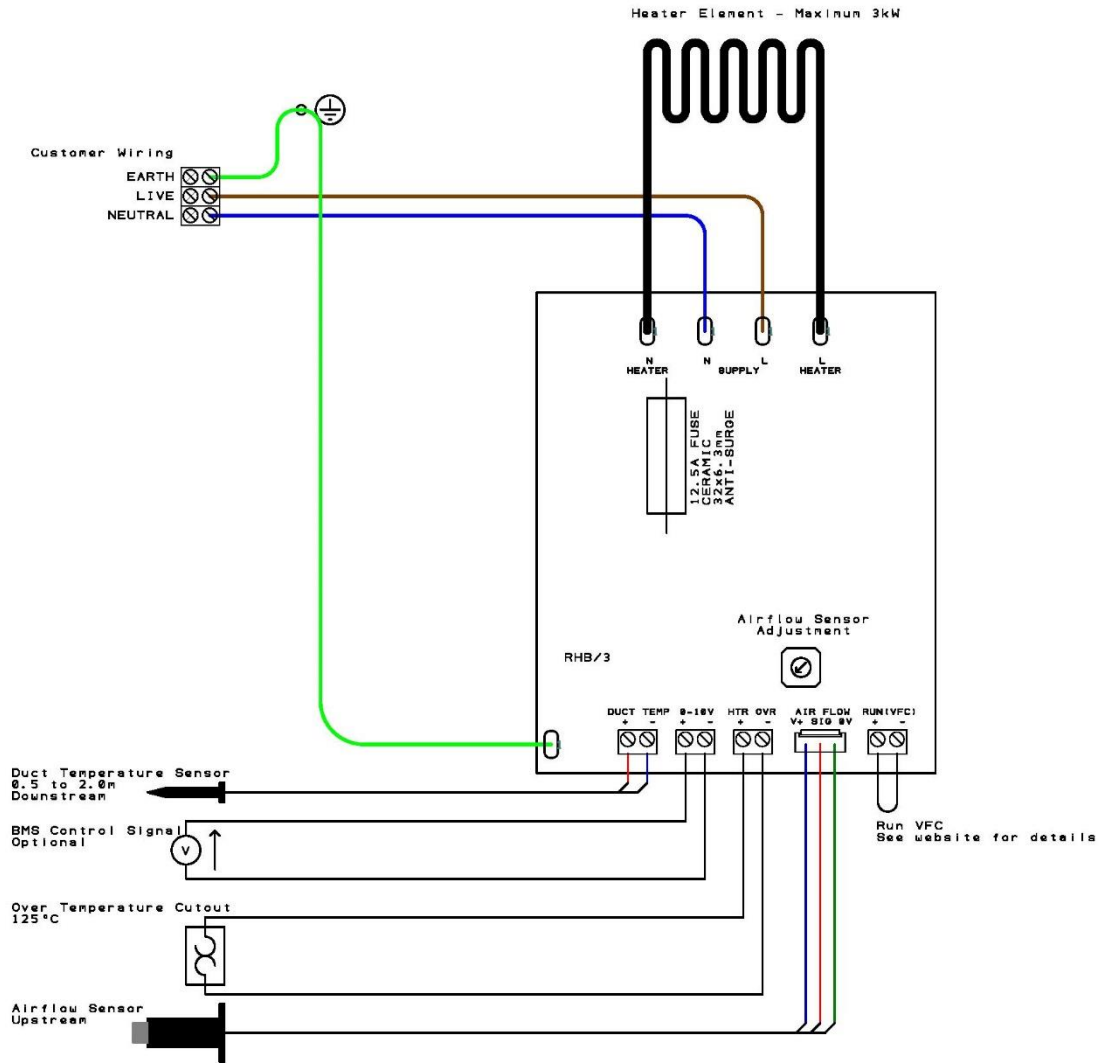 Heater Element - Maximum 3kW
Customer Wiring
EARTH
LIVE
NEUTRAL
N
HEATER
N
L
SUPPLY
L
HEATER
12.5A FUSE
CERAMIC
32x6.3mm
ANTI-SURGE
Airflow Sensor
Adjustment
RHB/3
DUCT TEMP
+ -
0-10V
+ -
HTR OVR
+ -
AIR FLOW
V+ SIG 0V
RUN(VFC)
+ -
Duct Temperature Sensor
0.5 to 2.0m
Downstream
BMS Control Signal
Optional
V
Run VFC
See website for details
Over Temperature Cutout
125°C
Airflow Sensor
Upstream